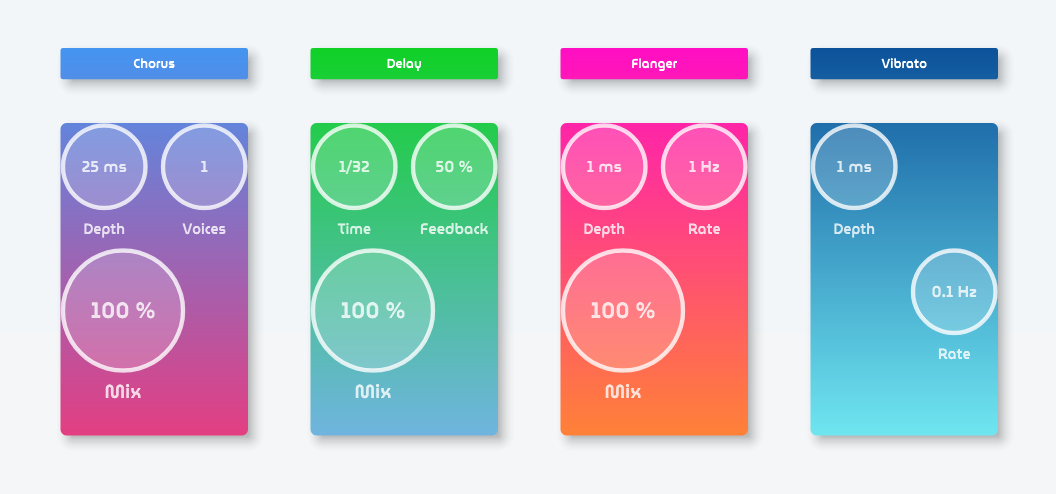 Chorus
Delay
Flanger
Vibrato
25 ms
1
Depth
Voices
100 %
Mix
1/32
50 %
Time
Feedback
100 %
Mix
1 ms
1 Hz
Depth
Rate
100 %
Mix
1 ms
Depth
0.1 Hz
Rate